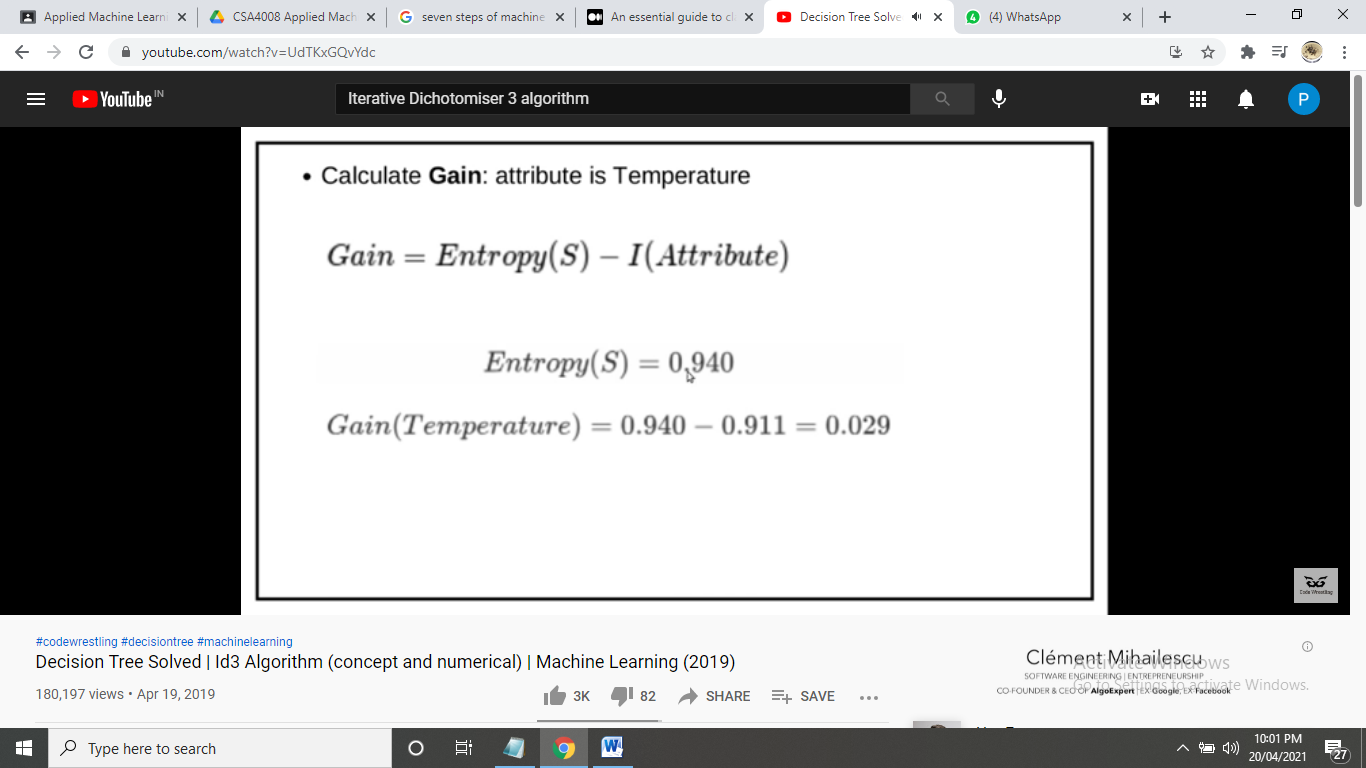 Applied Machine Learni
CSA4008 Applied Mach
seven steps of machine
An essential guide to cl
Decision Tree Solve
(4) WhatsApp
youtube.com/watch?v=UdTKxGQvYdc
YouTube IN
Iterative Dichotomiser 3 algorithm
P
• Calculate Gain: attribute is Temperature
Gain = Entropy(S) − I(Attribute)
Entropy(S) = 0.940
Gain(Temperature) = 0.940 − 0.911 = 0.029
Code Wrestling
#codewrestling #decisiontree #machinelearning
Decision Tree Solved | Id3 Algorithm (concept and numerical) | Machine Learning (2019)
180,197 views • Apr 19, 2019
3K
82
SHARE
SAVE
Clément Mihailescu
SOFTWARE ENGINEERING | ENTREPRENEURSHIP
CO-FOUNDER & CEO OF AlgoExpert | EX Google, EX Facebook
Activate Windows
Go to Settings to activate Windows.
Type here to search
10:01 PM
20/04/2021
27